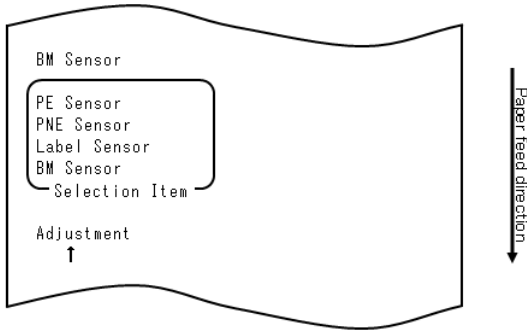 BM Sensor
PE Sensor
PNE Sensor
Label Sensor
BM Sensor
Selection Item
Adjustment
↑
Paper feed direction